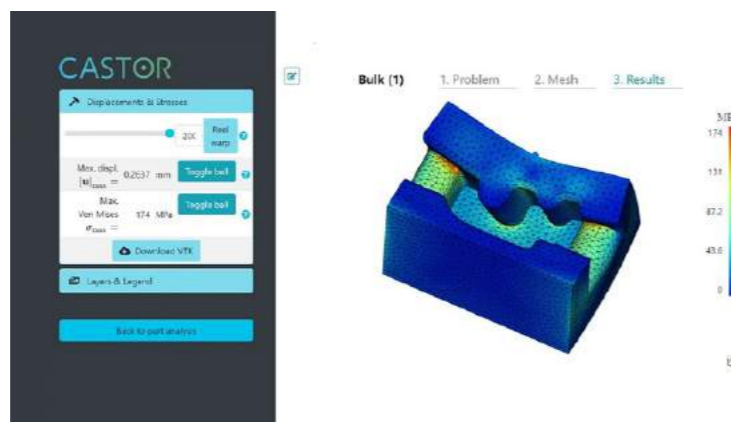 CASTOR
Displacements & Stresses
20X
Reel warp
Max. displ. |u|max = 0.2637 mm
Toggle ball
Max. Von Mises σmax = 174 MPa
Toggle ball
Download VTK
Layers & Legend
Back to part analysis
Bulk (1)
1. Problem
2. Mesh
3. Results
174
131
87.2
43.6
0